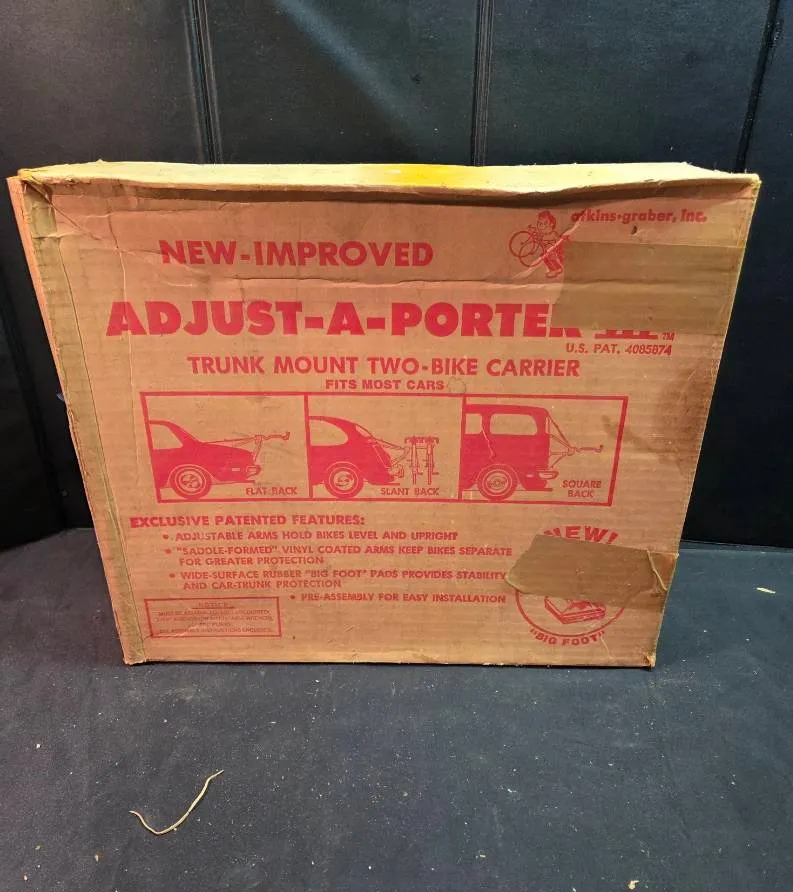 atkins·graber, inc.
NEW-IMPROVED
ADJUST-A-PORTER III ™
U.S. PAT. 4085874
TRUNK MOUNT TWO-BIKE CARRIER
FITS MOST CARS
FLAT BACK
SLANT BACK
SQUARE
BACK
EXCLUSIVE PATENTED FEATURES:
• ADJUSTABLE ARMS HOLD BIKES LEVEL AND UPRIGHT
• "SADDLE-FORMED" VINYL COATED ARMS KEEP BIKES SEPARATE
FOR GREATER PROTECTION
• WIDE-SURFACE RUBBER "BIG FOOT" PADS PROVIDES STABILITY
AND CAR-TRUNK PROTECTION
• PRE-ASSEMBLY FOR EASY INSTALLATION
NEW!
"BIG FOOT"
NOTICE